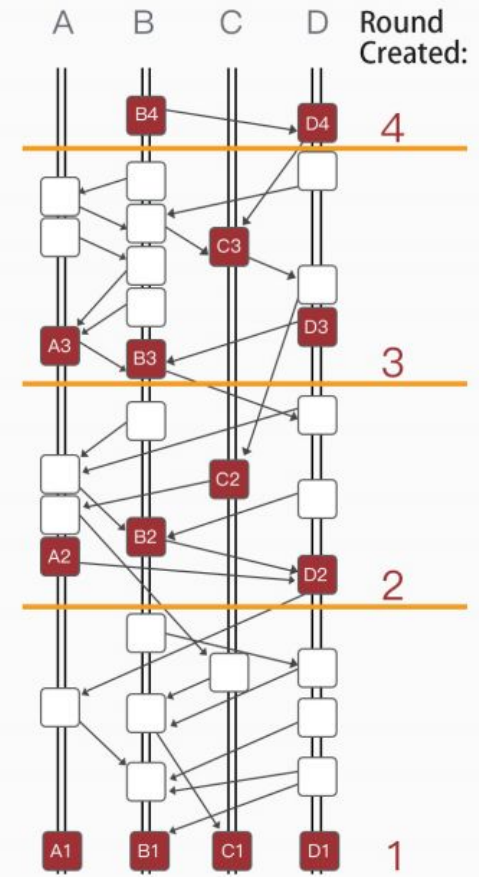 A B C D Round
Created:
B4 D4 4
C3
D3
A3 B3 3
C2
B2
A2 D2 2
A1 B1 C1 D1 1